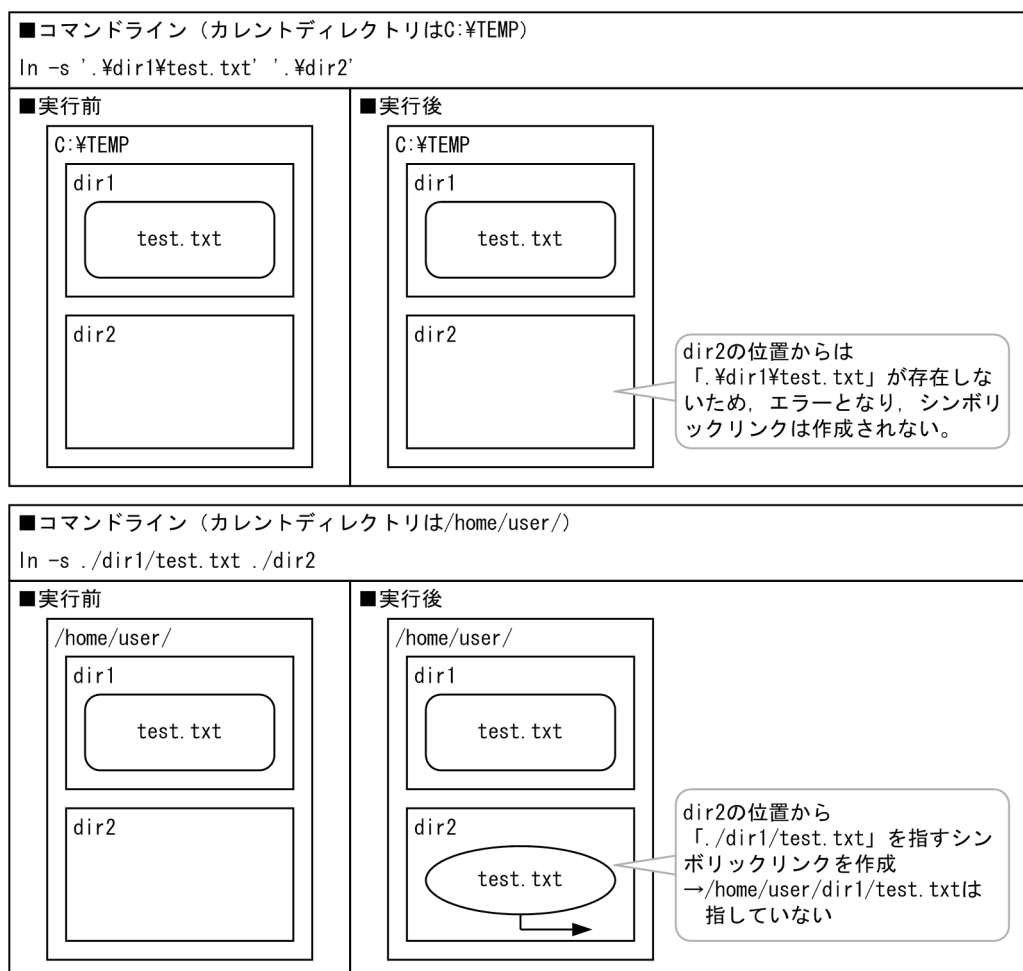 ■コマンドライン（カレントディレクトリはC:¥TEMP）
ln -s '.¥dir1¥test.txt' '.¥dir2'
■実行前
C:¥TEMP
dir1
test.txt
dir2
■実行後
C:¥TEMP
dir1
test.txt
dir2
dir2の位置からは
「.¥dir1¥test.txt」が存在しな
いため，エラーとなり，シンボリ
ックリンクは作成されない。
■コマンドライン（カレントディレクトリは/home/user/）
ln -s ./dir1/test.txt ./dir2
■実行前
/home/user/
dir1
test.txt
dir2
■実行後
/home/user/
dir1
test.txt
dir2
test.txt
dir2の位置から
「./dir1/test.txt」を指すシン
ボリックリンクを作成
→/home/user/dir1/test.txtは
指していない